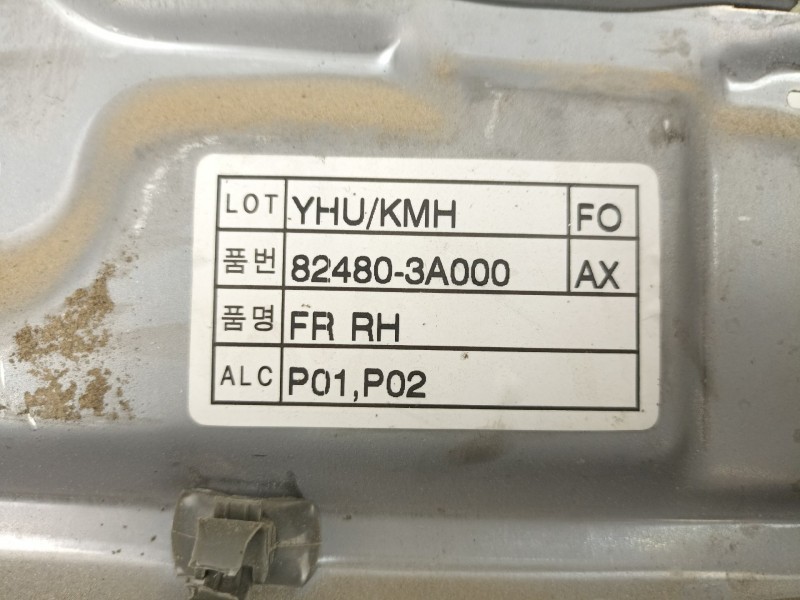 LOT YHU/KMH FO
품번 82480-3A000 AX
품명 FR RH
ALC P01,P02